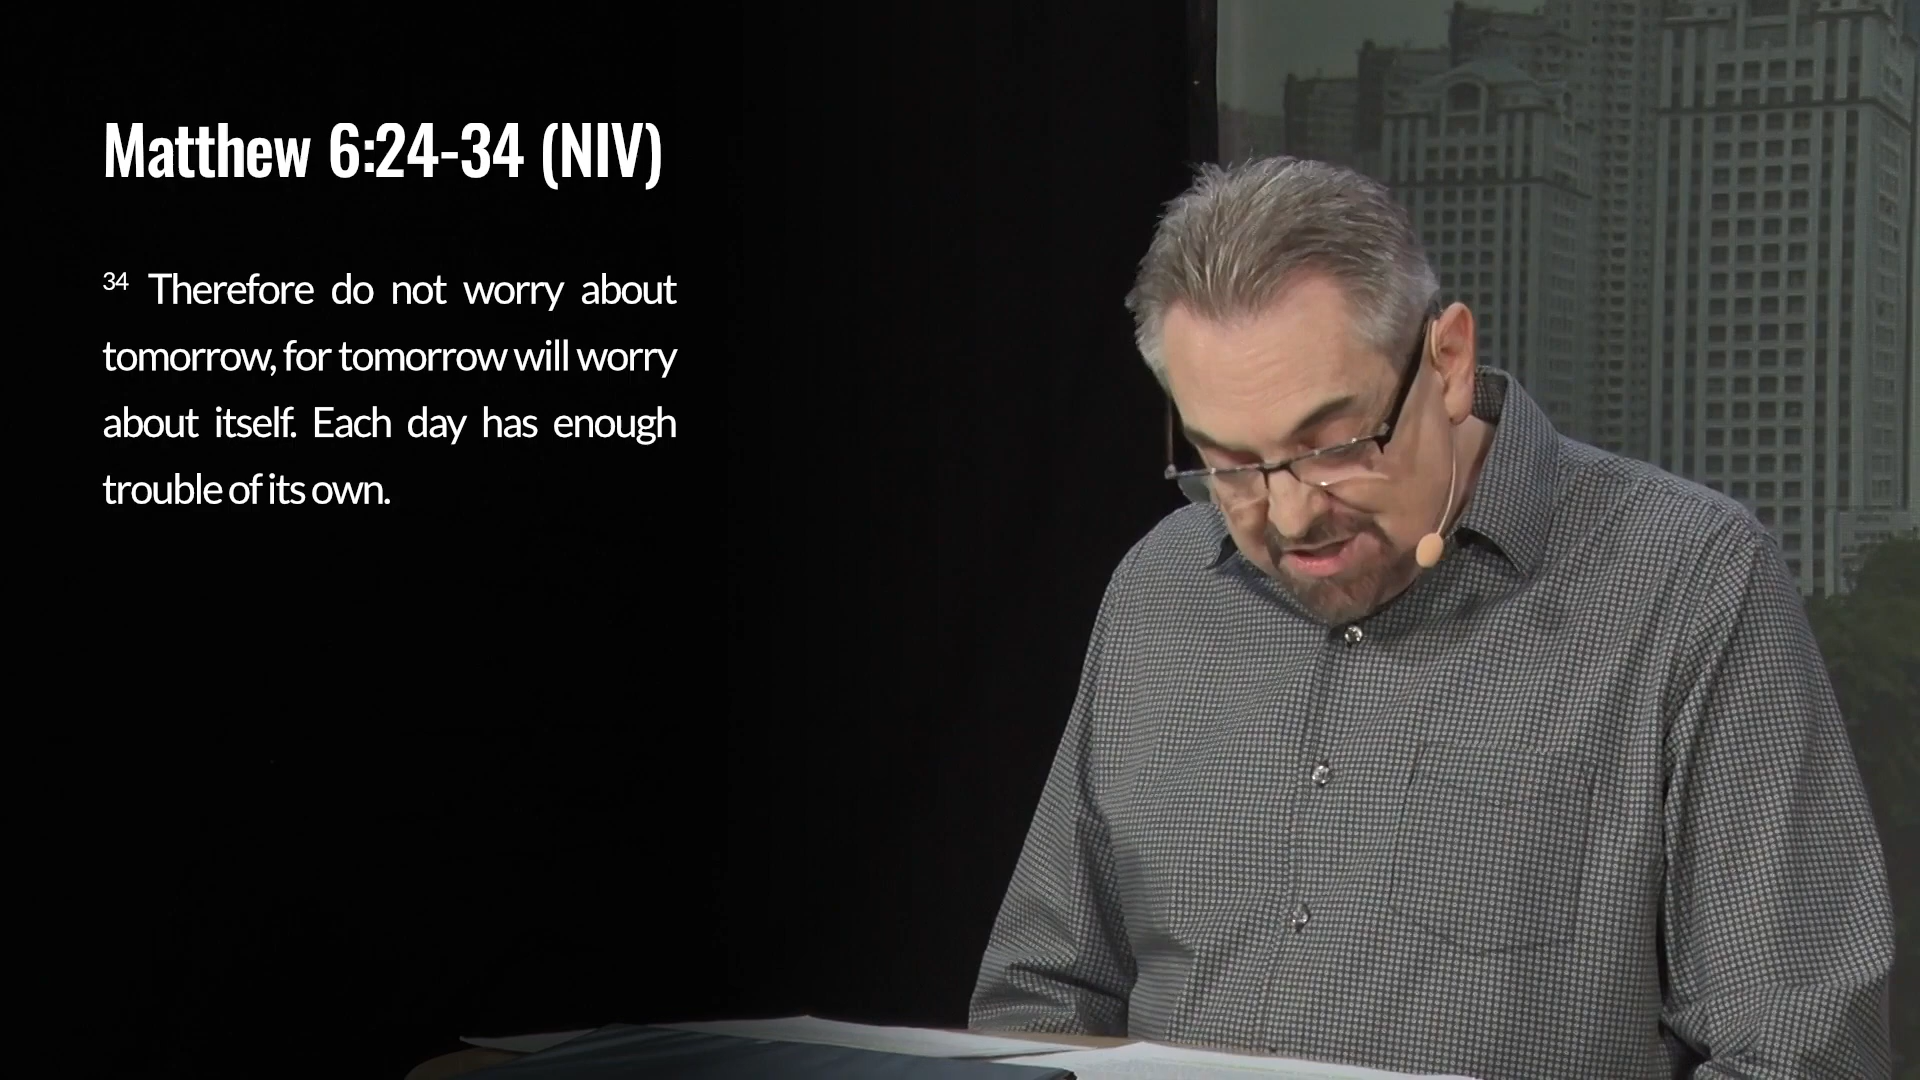 Matthew 6:24-34 (NIV)
34 Therefore do not worry about
tomorrow, for tomorrow will worry
about itself. Each day has enough
trouble of its own.